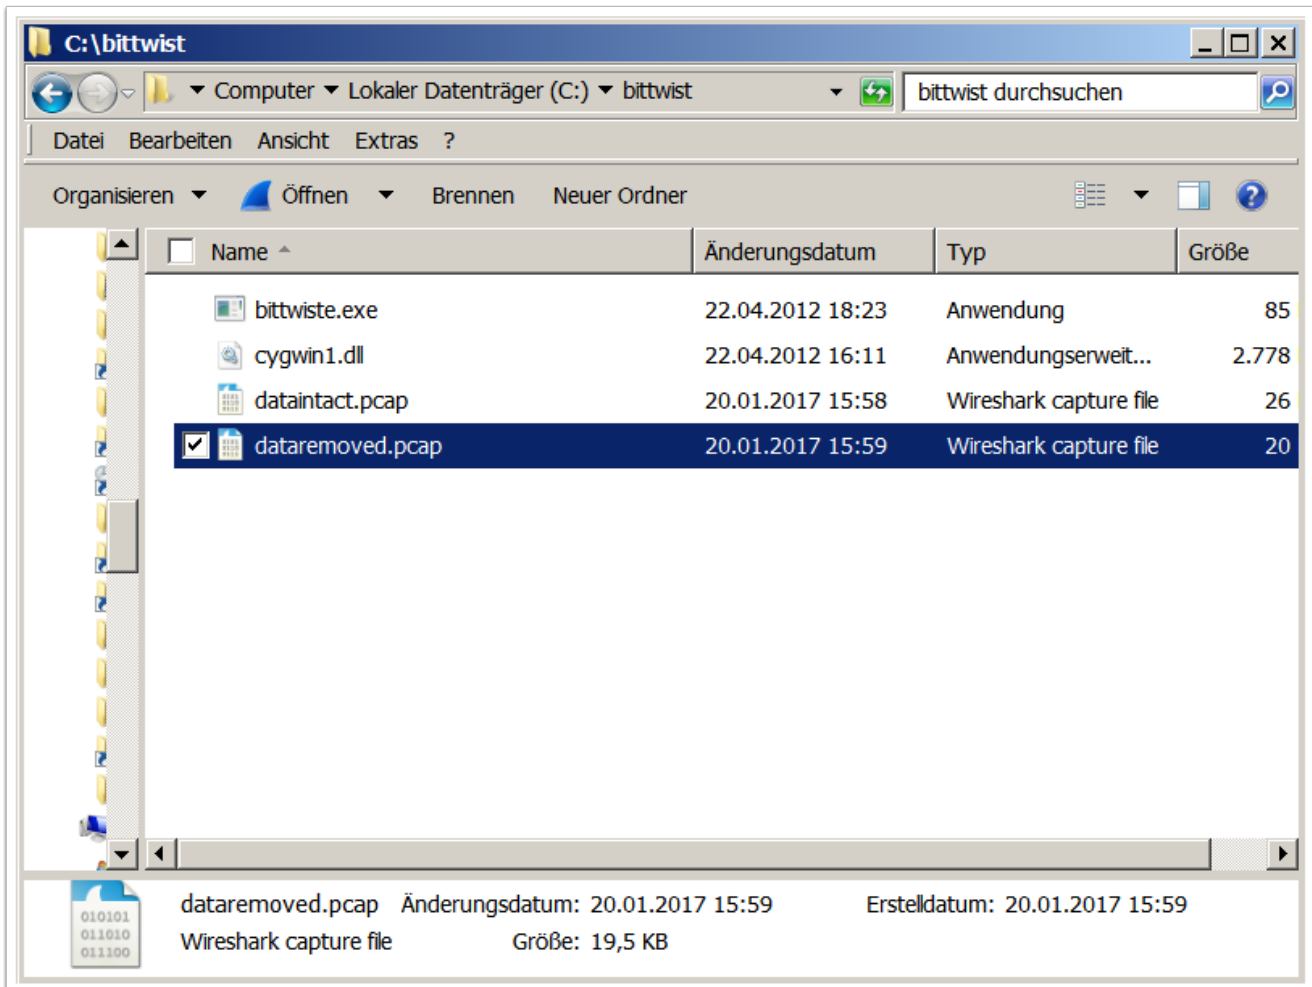 C:\bittwist
Computer Lokaler Datenträger (C:) bittwist bittwist durchsuchen
Datei Bearbeiten Ansicht Extras ?
Organisieren Öffnen Brennen Neuer Ordner
Name Änderungsdatum Typ Größe
bittwiste.exe 22.04.2012 18:23 Anwendung 85
cygwin1.dll 22.04.2012 16:11 Anwendungserweit... 2.778
dataintact.pcap 20.01.2017 15:58 Wireshark capture file 26
dataremoved.pcap 20.01.2017 15:59 Wireshark capture file 20
dataremoved.pcap Änderungsdatum: 20.01.2017 15:59 Erstelldatum: 20.01.2017 15:59
Wireshark capture file Größe: 19,5 KB
010101
011010
011100